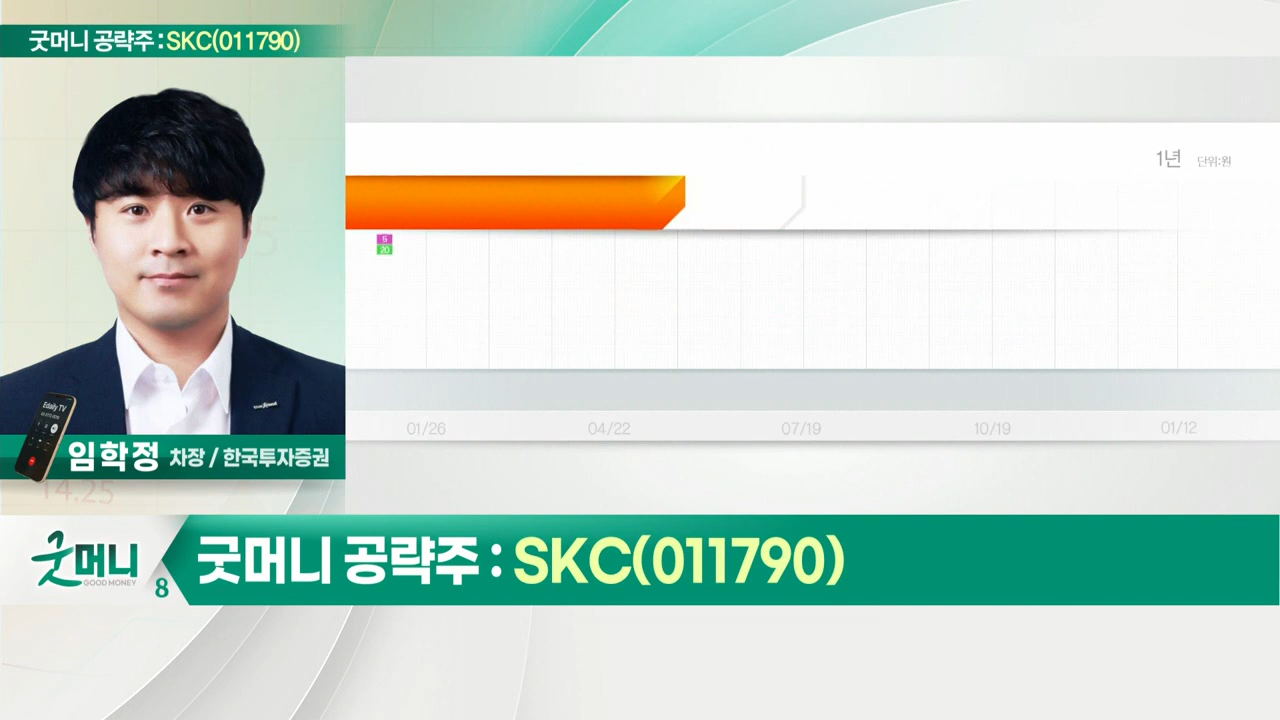 굿머니 공략주 : SKC(011790)
1년 단위:원
5
20
01/26 04/22 07/19 10/19 01/12
Edaily TV
임학정 차장 / 한국투자증권
14.25
굿머니
GOOD MONEY
8
굿머니 공략주 : SKC(011790)